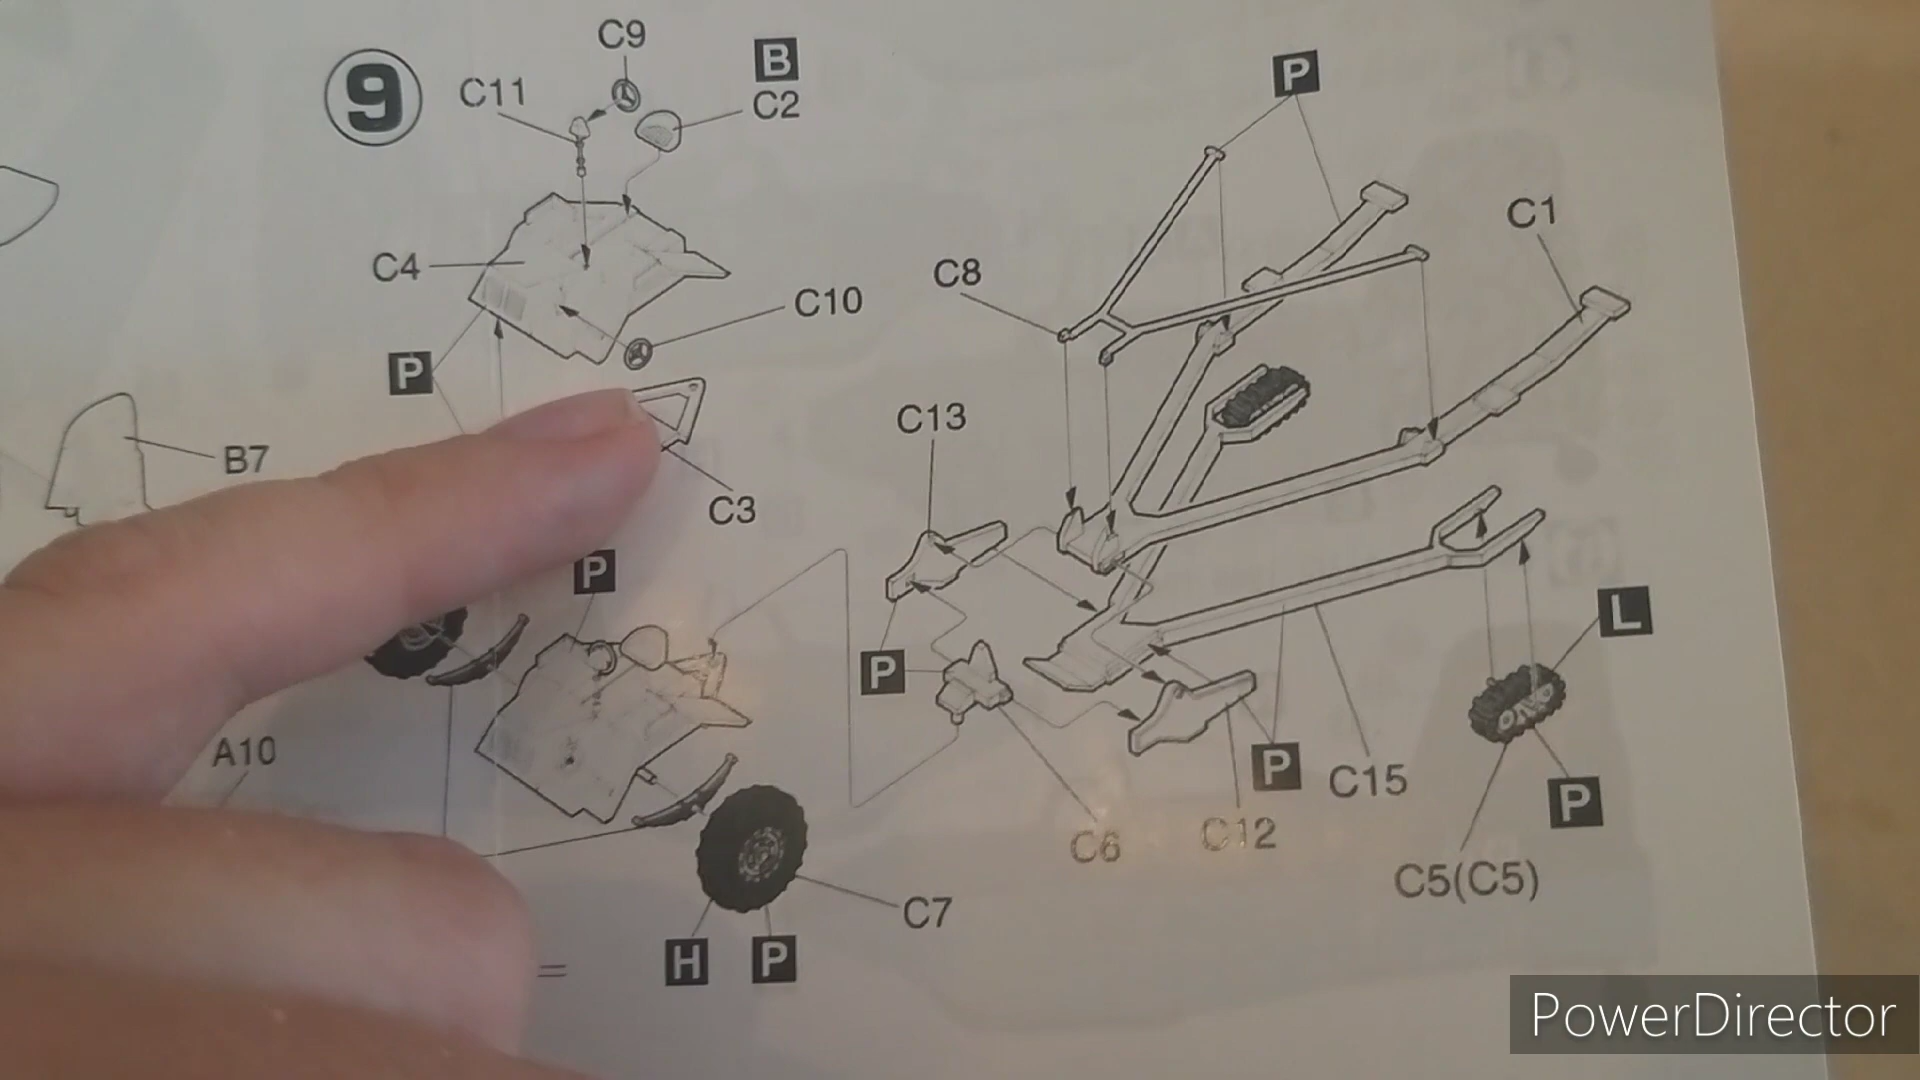 9
C9
C11
B
C2
C4
C10
P
B7
C3
P
A10
C7
H P
=
P
C8
C1
C13
P
L
P
C15
P
C6
C12
C5(C5)
PowerDirector